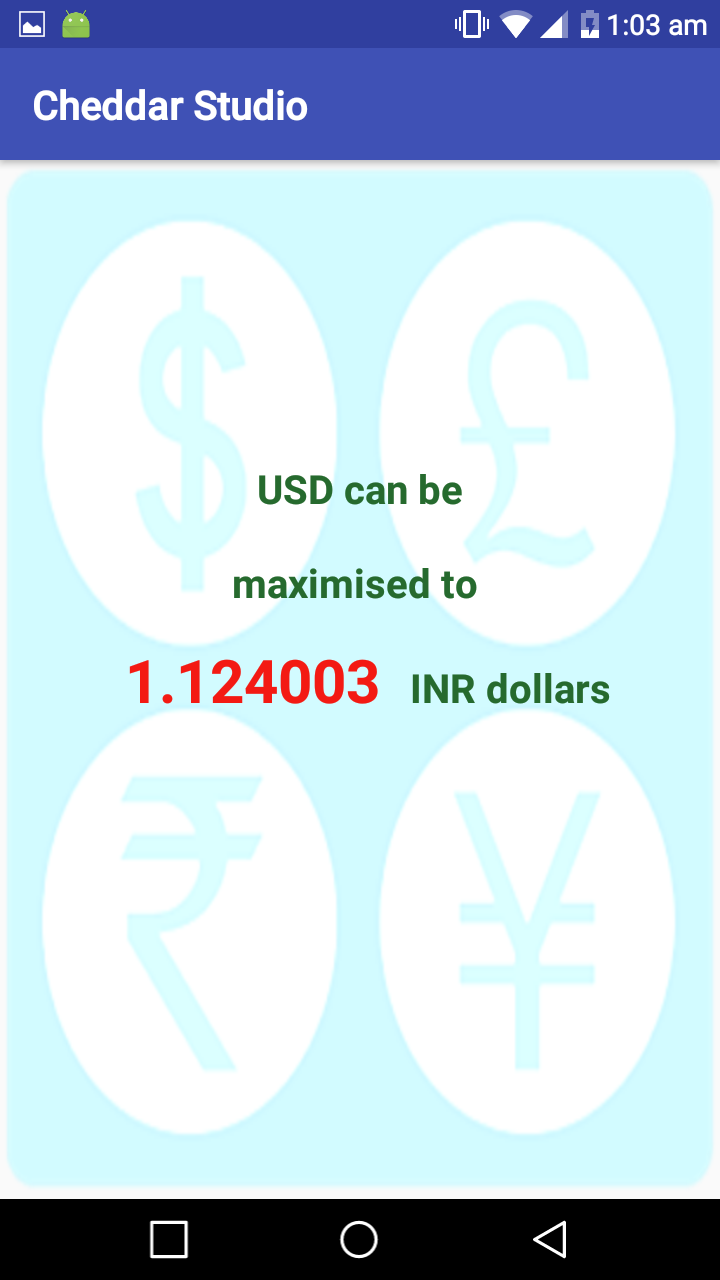 1:03 am
Cheddar Studio
$ £
USD can be
maximised to
1.124003 INR dollars
₹ ¥